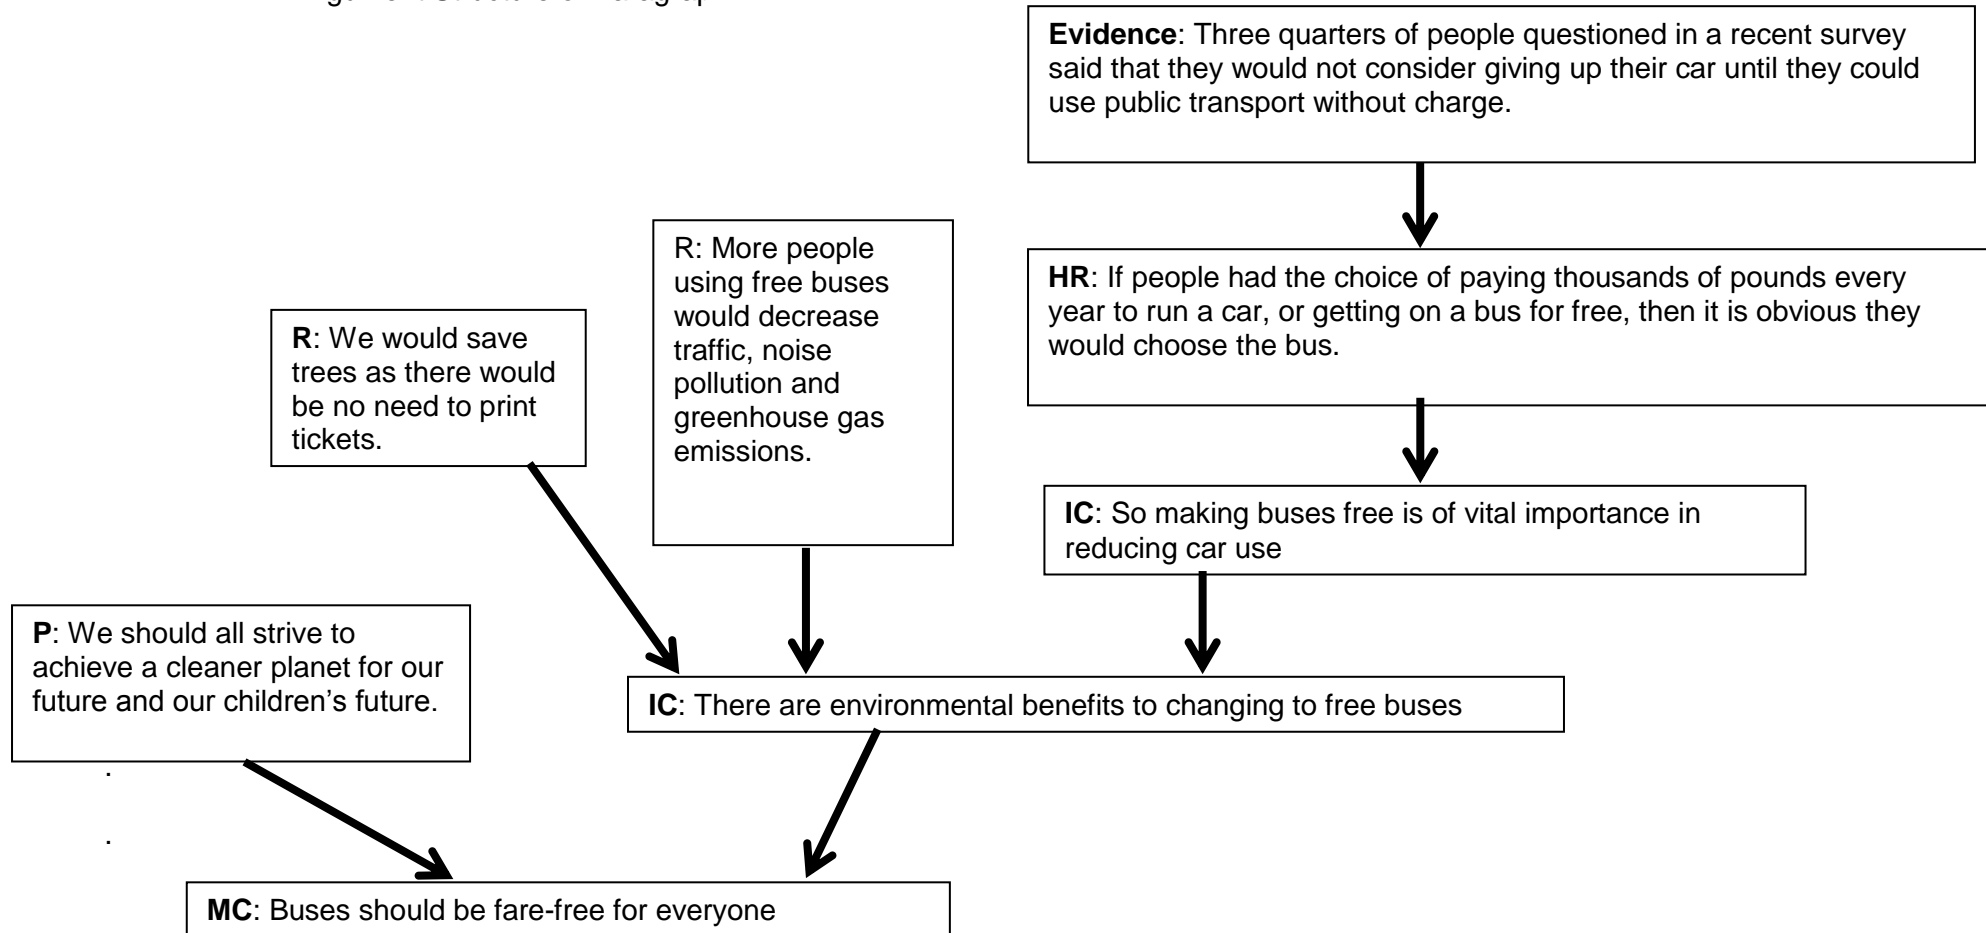 Evidence: Three quarters of people questioned in a recent survey
said that they would not consider giving up their car until they could
use public transport without charge.
HR: If people had the choice of paying thousands of pounds every
year to run a car, or getting on a bus for free, then it is obvious they
would choose the bus.
R: More people
using free buses
would decrease
traffic, noise
pollution and
greenhouse gas
emissions.
R: We would save
trees as there would
be no need to print
tickets.
IC: So making buses free is of vital importance in
reducing car use
P: We should all strive to
achieve a cleaner planet for our
future and our children’s future.
IC: There are environmental benefits to changing to free buses
.
.
MC: Buses should be fare-free for everyone